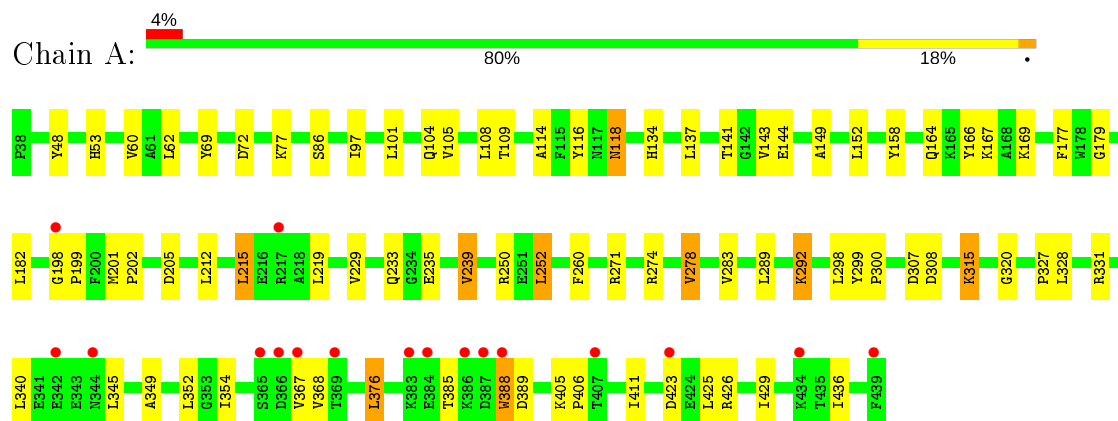 4%
Chain A:
80% 18% •
P38 Y48 H53 V60 A61 L62 Y69 D72 K77 S86 I97 L101 Q104 V105 L108 T109 A114 F115 Y116 N117 N118 H134 L137 T141 G142 V143 E144 A149 L152 Y158 Q164 K165 Y166 K167 A168 K169 F177 W178 G179
L182 G198 P199 F200 M201 P202 D205 L212 L215 E216 R217 A218 L219 V229 Q233 G234 E235 V239 R250 E251 L252 F260 R271 R274 V278 V283 L289 K292 L298 Y299 P300 D307 D308 K315 G320 P327 L328 R331
L340 E341 E342 E343 N344 L345 A349 L352 G353 I354 S365 D366 V367 V368 T369 L376 K383 E384 T385 K386 D387 W388 D389 K405 P406 T407 I411 D423 E424 L425 R426 I429 K434 T435 I436 F439